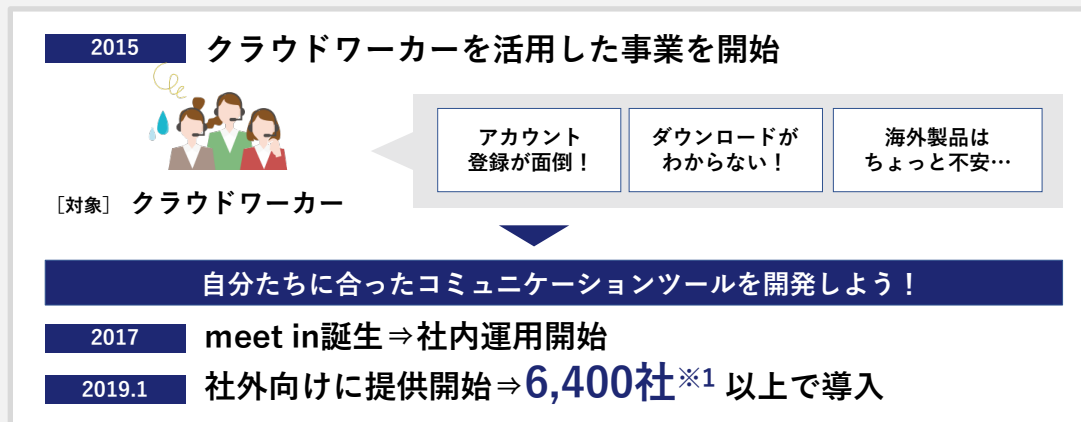 2015 クラウドワーカーを活用した事業を開始
アカウント
登録が面倒！
ダウンロードが
わからない！
海外製品は
ちょっと不安…
［対象］ クラウドワーカー
自分たちに合ったコミュニケーションツールを開発しよう！
2017 meet in誕生⇒社内運用開始
2019.1 社外向けに提供開始⇒6,400社※1 以上で導入